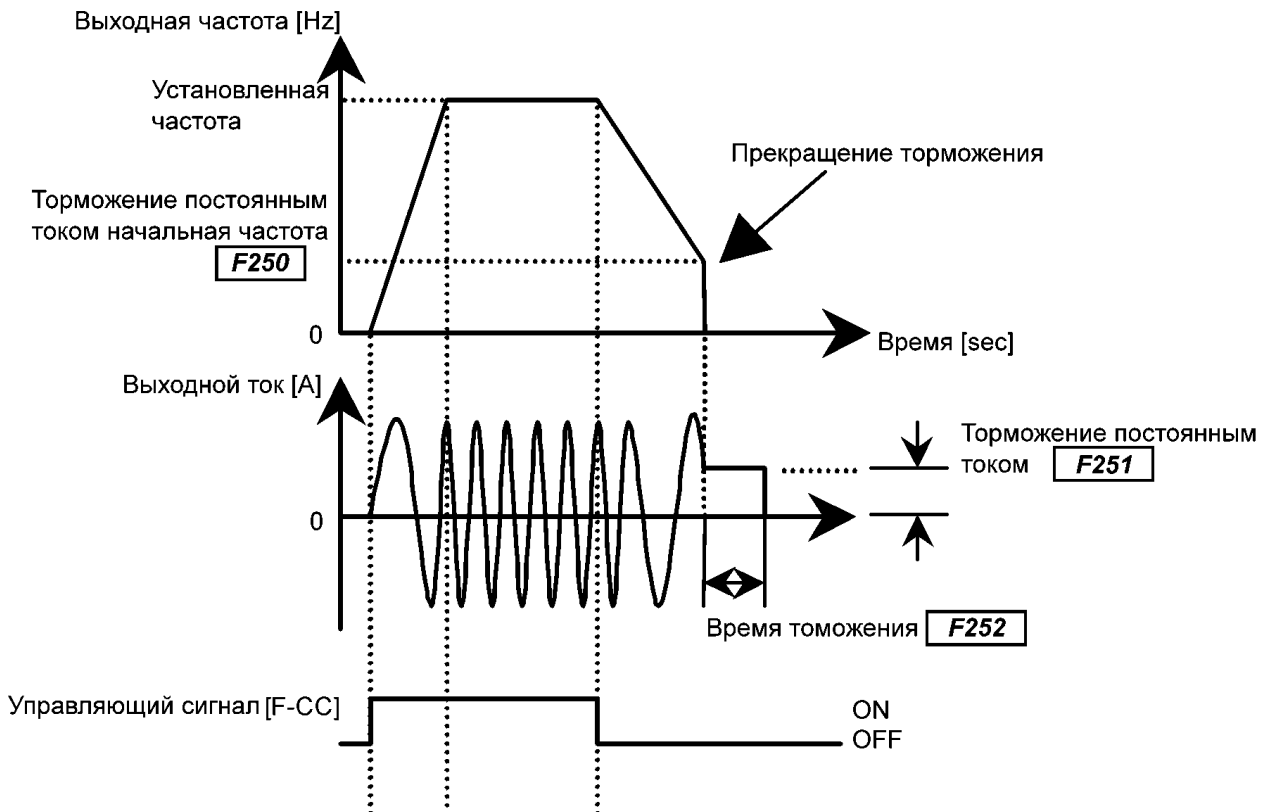 Выходная частота [Hz]
Установленная
частота
Прекращение торможения
Торможение постоянным
током начальная частота
F250
0
Время [sec]
Выходной ток [A]
Торможение постоянным
током F251
0
Время томожения F252
Управляющий сигнал [F-CC]
ON
OFF